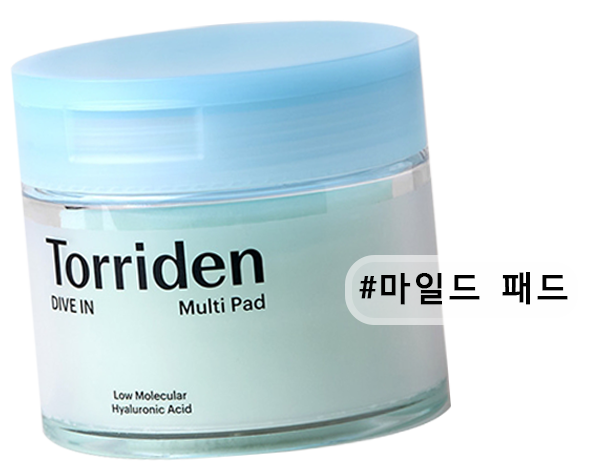 Torriden
DIVE IN Multi Pad
#마일드 패드
Low Molecular
Hyaluronic Acid